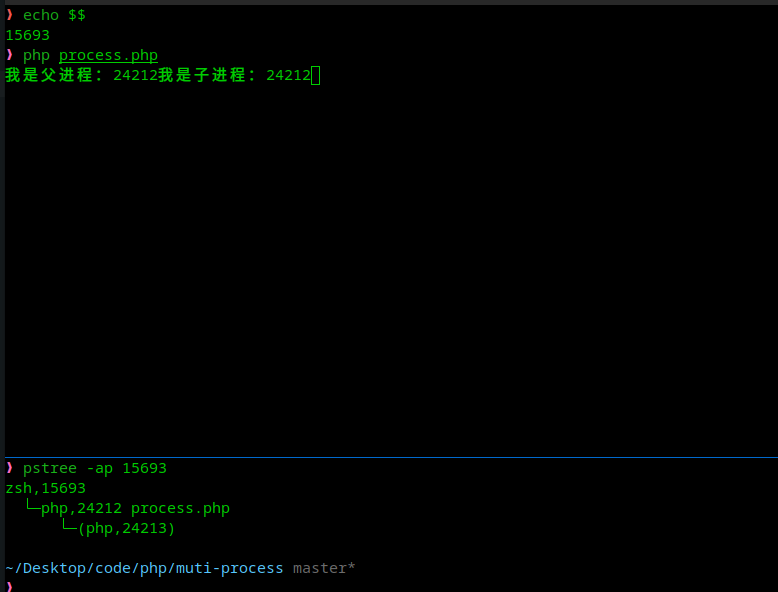 ❯ echo $$
15693
❯ php process.php
我是父进程：24212我是子进程：24212
❯ pstree -ap 15693
zsh,15693
  └─php,24212 process.php
      └─(php,24213)
~/Desktop/code/php/muti-process master*
❯